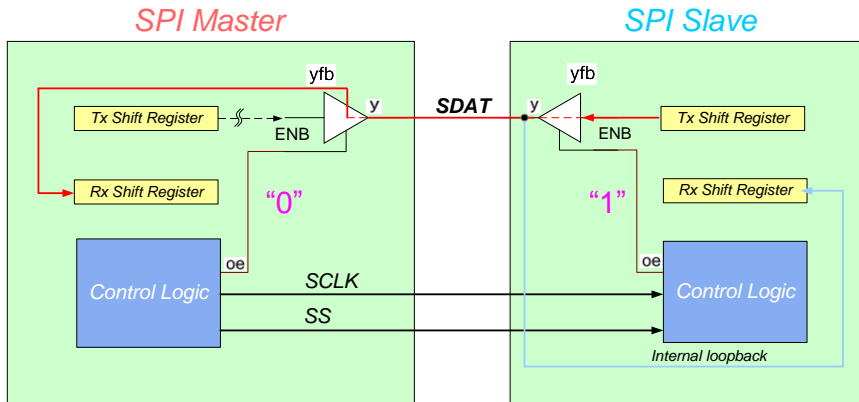 SPI Master
SPI Slave
yfb
yfb
Tx Shift Register
ENB
y
SDAT
y
ENB
Tx Shift Register
Rx Shift Register
“0”
“1”
Rx Shift Register
oe
oe
Control Logic
SCLK
Control Logic
SS
Internal loopback